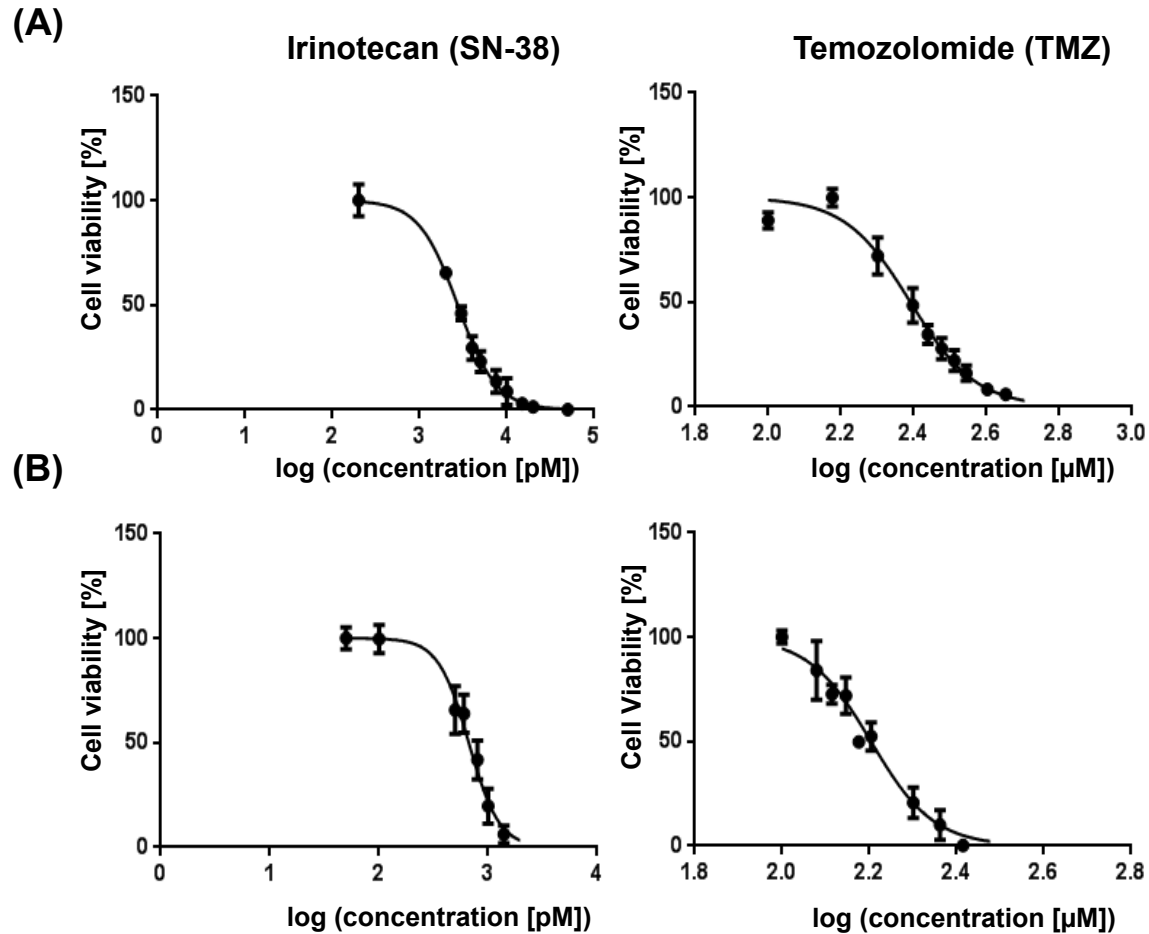 (A)
Irinotecan (SN-38)
Temozolomide (TMZ)
150
100
50
0
Cell viability [%]
0 1 2 3 4 5
log (concentration [pM])
150
100
50
0
Cell Viability [%]
1.8 2.0 2.2 2.4 2.6 2.8 3.0
log (concentration [µM])
(B)
150
100
50
0
Cell viability [%]
0 1 2 3 4
log (concentration [pM])
150
100
50
0
Cell Viability [%]
1.8 2.0 2.2 2.4 2.6 2.8
log (concentration [µM])